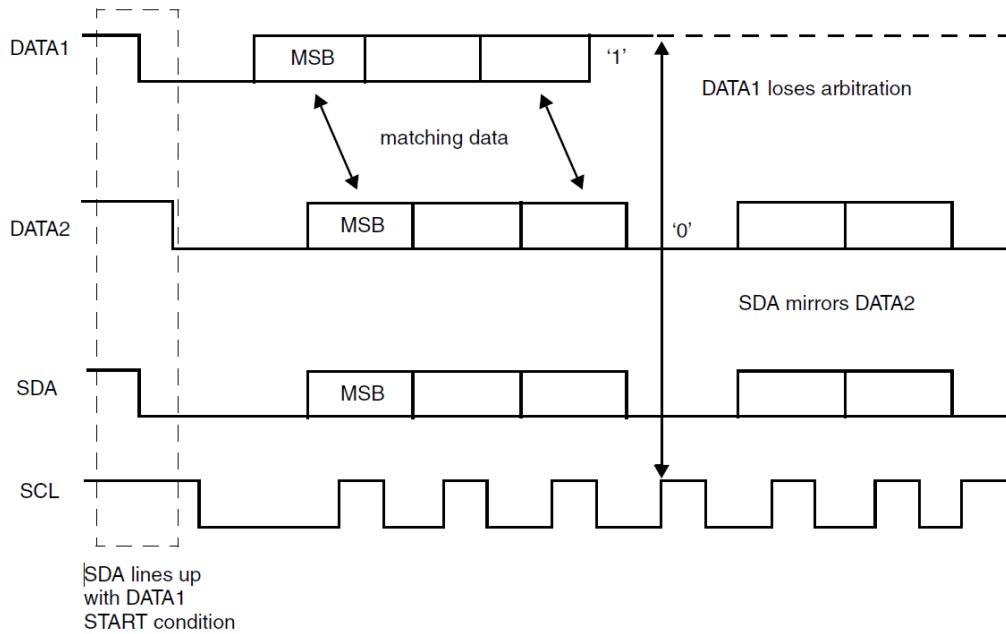 DATA1
MSB
‘1’
DATA1 loses arbitration
matching data
DATA2
MSB
‘0’
SDA mirrors DATA2
SDA
MSB
SCL
SDA lines up
with DATA1
START condition